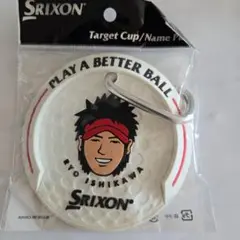 SRIXON
Target Cup/Name P
PLAY A BETTER BALL
RYO ISHIKAWA
SRIXON